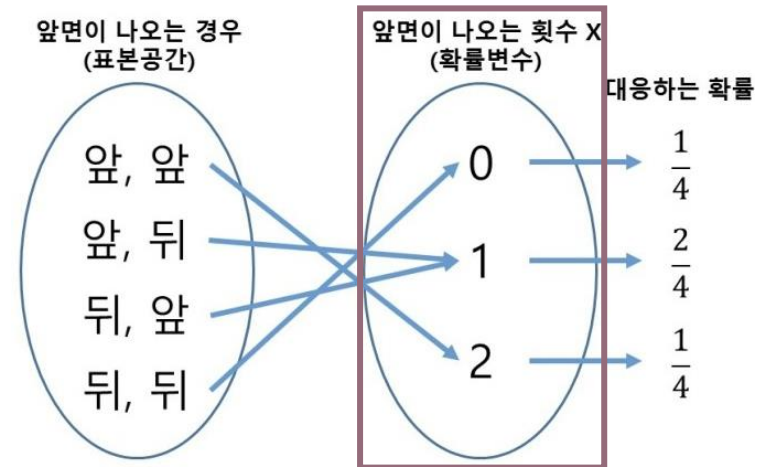 앞면이 나오는 경우
(표본공간)
앞, 앞
앞, 뒤
뒤, 앞
뒤, 뒤
앞면이 나오는 횟수 X
(확률변수)
0
1
2
대응하는 확률
1/4
2/4
1/4